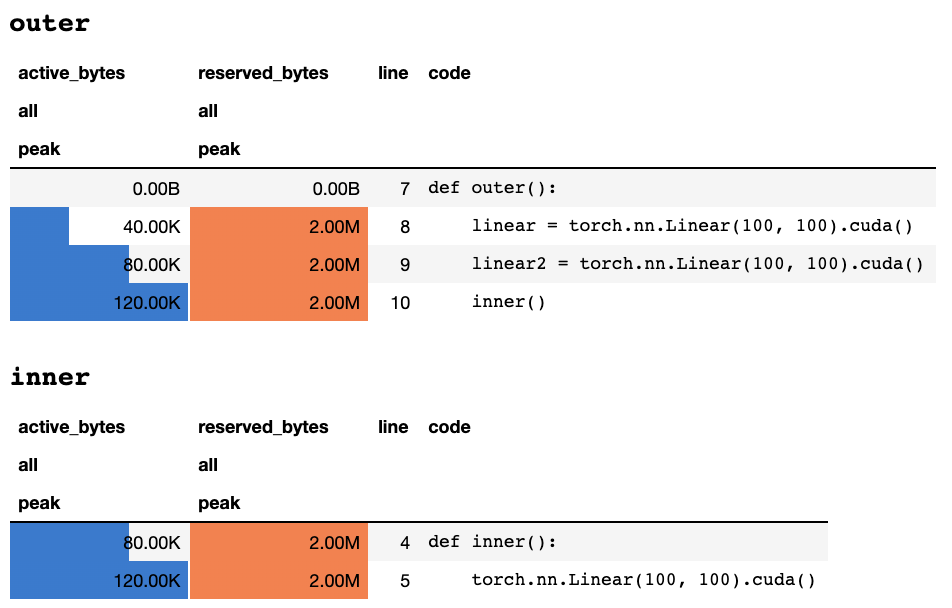 outer
active_bytes reserved_bytes line code
all all
peak peak
0.00B 0.00B 7 def outer():
40.00K 2.00M 8 linear = torch.nn.Linear(100, 100).cuda()
80.00K 2.00M 9 linear2 = torch.nn.Linear(100, 100).cuda()
120.00K 2.00M 10 inner()
inner
active_bytes reserved_bytes line code
all all
peak peak
80.00K 2.00M 4 def inner():
120.00K 2.00M 5 torch.nn.Linear(100, 100).cuda()